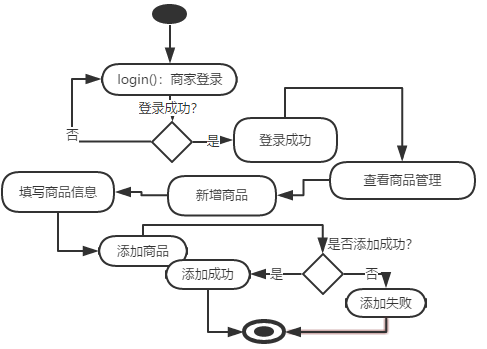 login()：商家登录
登录成功？
否
是
登录成功
查看商品管理
新增商品
填写商品信息
添加商品
是否添加成功？
添加成功
是
否
添加失败